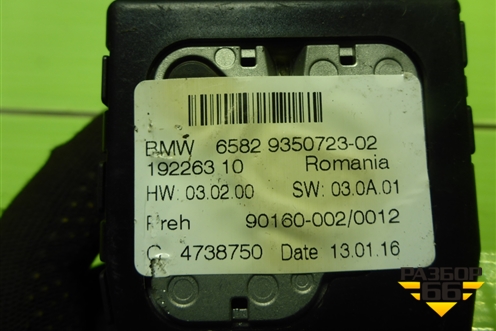 BMW 6582 9350723-02
192263 10 Romania
HW: 03.02.00 SW: 03.0A.01
Preh 90160-002/0012
C 4738750 Date 13.01.16
РАЗБОР
66